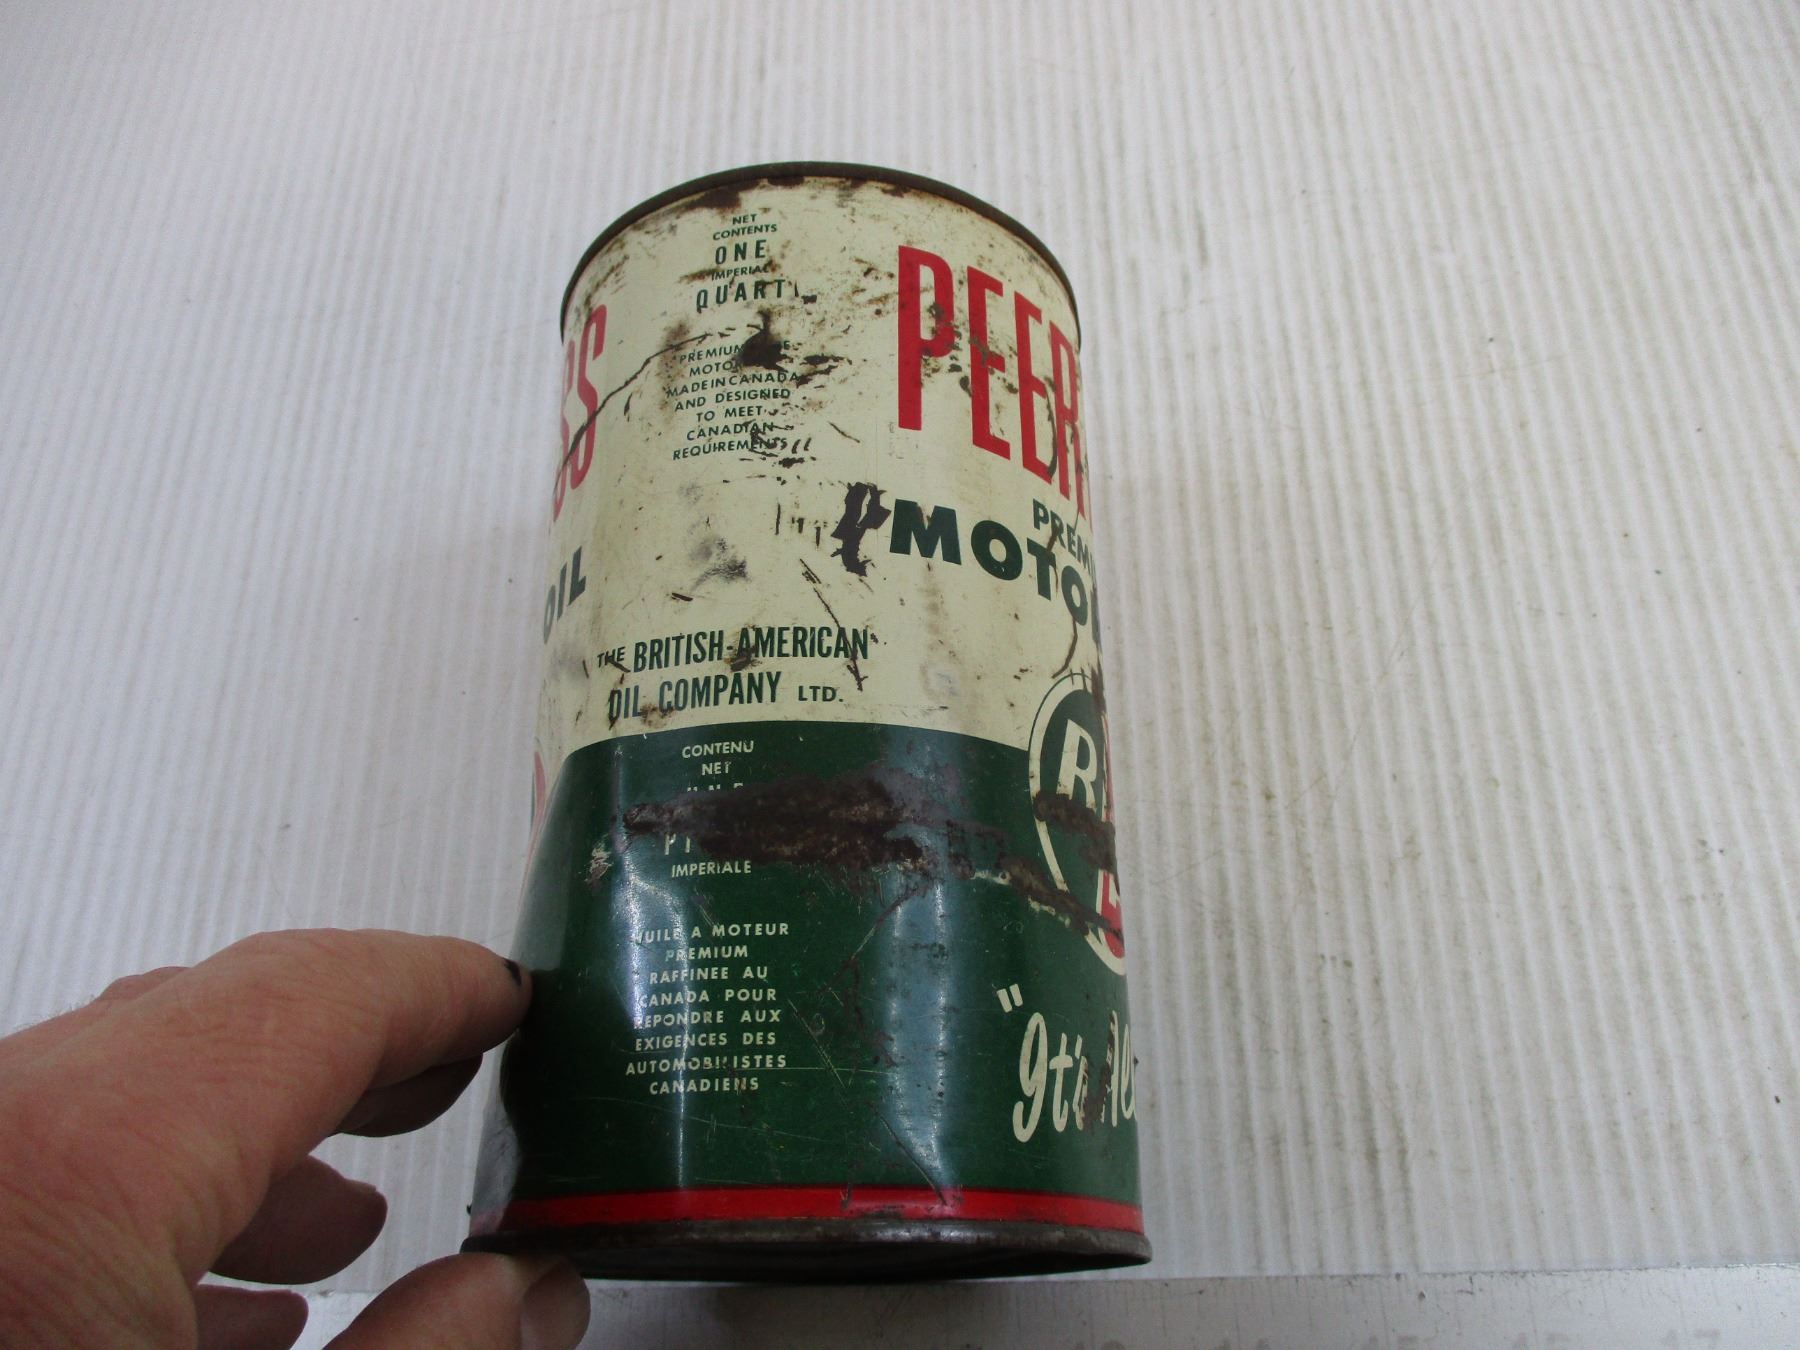 NET
CONTENTS
ONE
IMPERIAL
QUART
PREMIUM
MOTOR
MADE IN CANADA
AND DESIGNED
TO MEET
CANADIAN
REQUIREMENTS
THE BRITISH-AMERICAN
OIL COMPANY LTD.
CONTENU
NET
IMPERIALE
HUILE A MOTEUR
PREMIUM
RAFFINEE AU
CANADA POUR
REPONDRE AUX
EXIGENCES DES
AUTOMOBILISTES
CANADIENS
SS
OIL
PEER
PREMI
MOTO
B
"It's